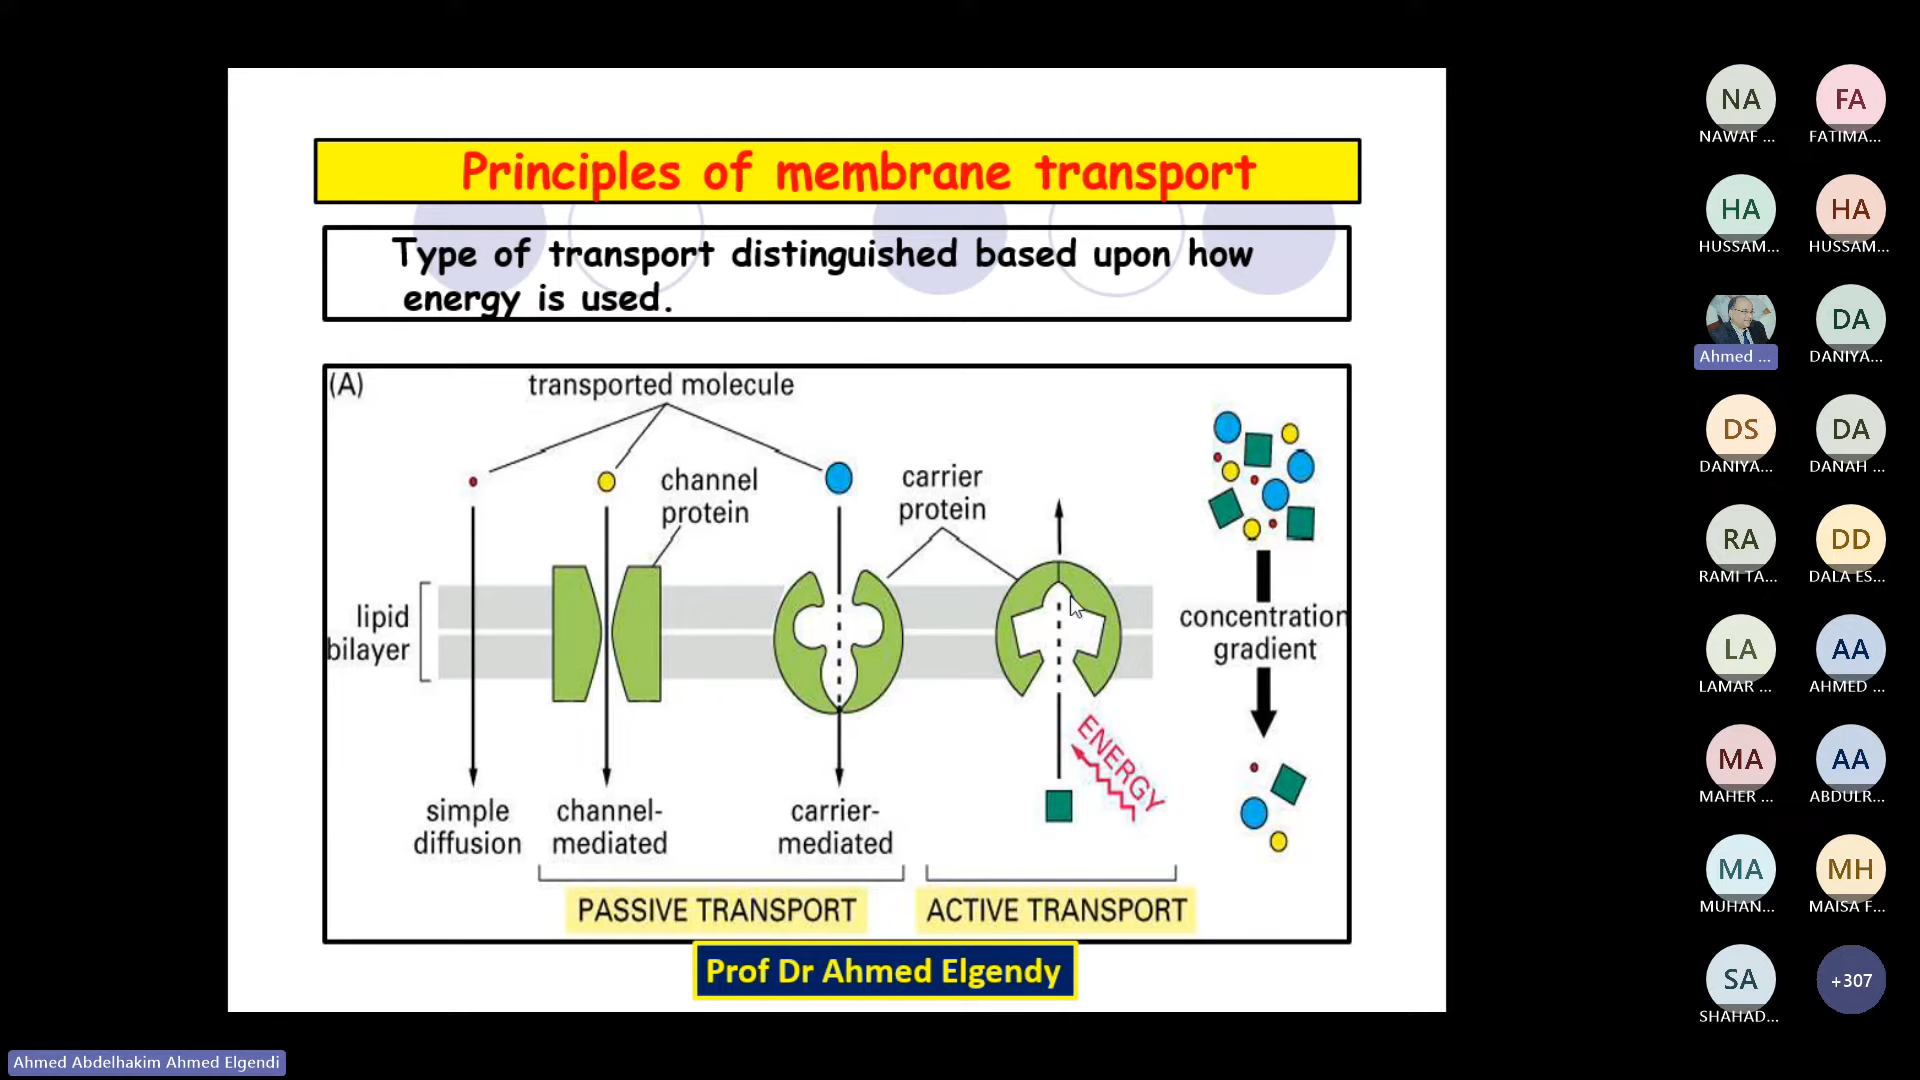 Principles of membrane transport
Type of transport distinguished based upon how
energy is used.
(A)
transported molecule
channel
protein
carrier
protein
lipid
bilayer
concentration
gradient
ENERGY
simple
diffusion
channel-
mediated
carrier-
mediated
PASSIVE TRANSPORT
ACTIVE TRANSPORT
Prof Dr Ahmed Elgendy
Ahmed Abdelhakim Ahmed Elgendi
NA
NAWAF ...
FA
FATIMA...
HA
HUSSAM...
HA
HUSSAM...
Ahmed ...
DA
DANIYA...
DS
DANIYA...
DA
DANAH ...
RA
RAMI TA...
DD
DALA ES...
LA
LAMAR ...
AA
AHMED ...
MA
MAHER ...
AA
ABDULR...
MA
MUHAN...
MH
MAISA F...
SA
SHAHAD...
+307